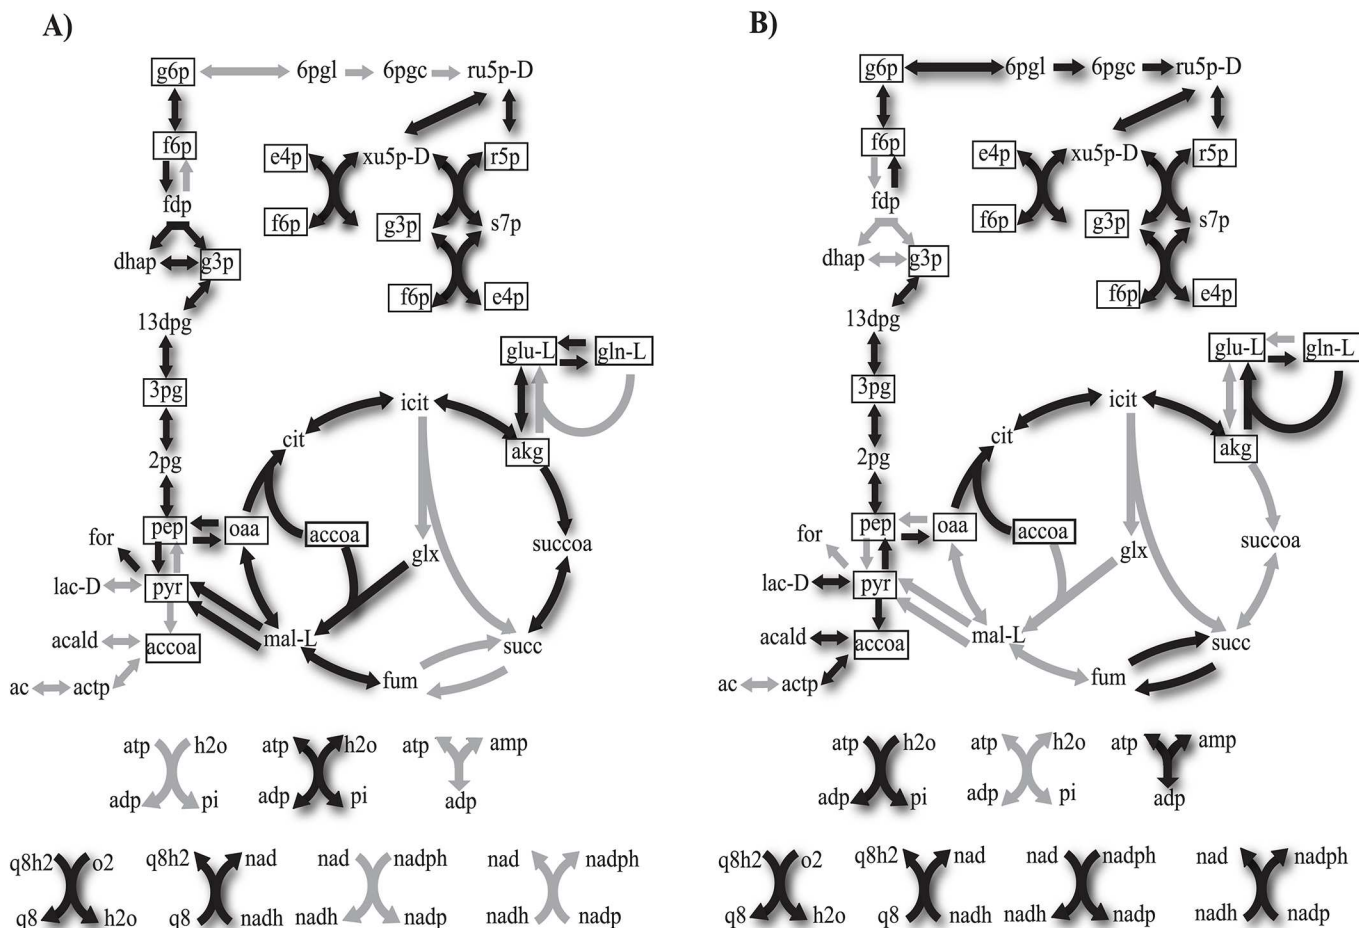 A)
g6p 6pgl 6pgc ru5p-D
f6p e4p xu5p-D r5p
fdp f6p g3p s7p
dhap g3p
f6p e4p
13dpg
glu-L gln-L
3pg
icit
cit
akg
2pg
pep oaa accoa
for
glx succoa
lac-D pyr
acald accoa mal-L succ
ac actp fum
atp h2o atp h2o atp amp
adp pi adp pi adp
q8h2 o2 q8h2 nad nad nadph nad nadph
q8 h2o q8 nadh nadh nadp nadh nadp
B)
g6p 6pgl 6pgc ru5p-D
f6p e4p xu5p-D r5p
fdp f6p g3p s7p
dhap g3p
f6p e4p
13dpg
glu-L gln-L
3pg
icit
cit
akg
2pg
pep oaa accoa
for
glx succoa
lac-D pyr
acald accoa mal-L succ
ac actp fum
atp h2o atp h2o atp amp
adp pi adp pi adp
q8h2 o2 q8h2 nad nad nadph nad nadph
q8 h2o q8 nadh nadh nadp nadh nadp